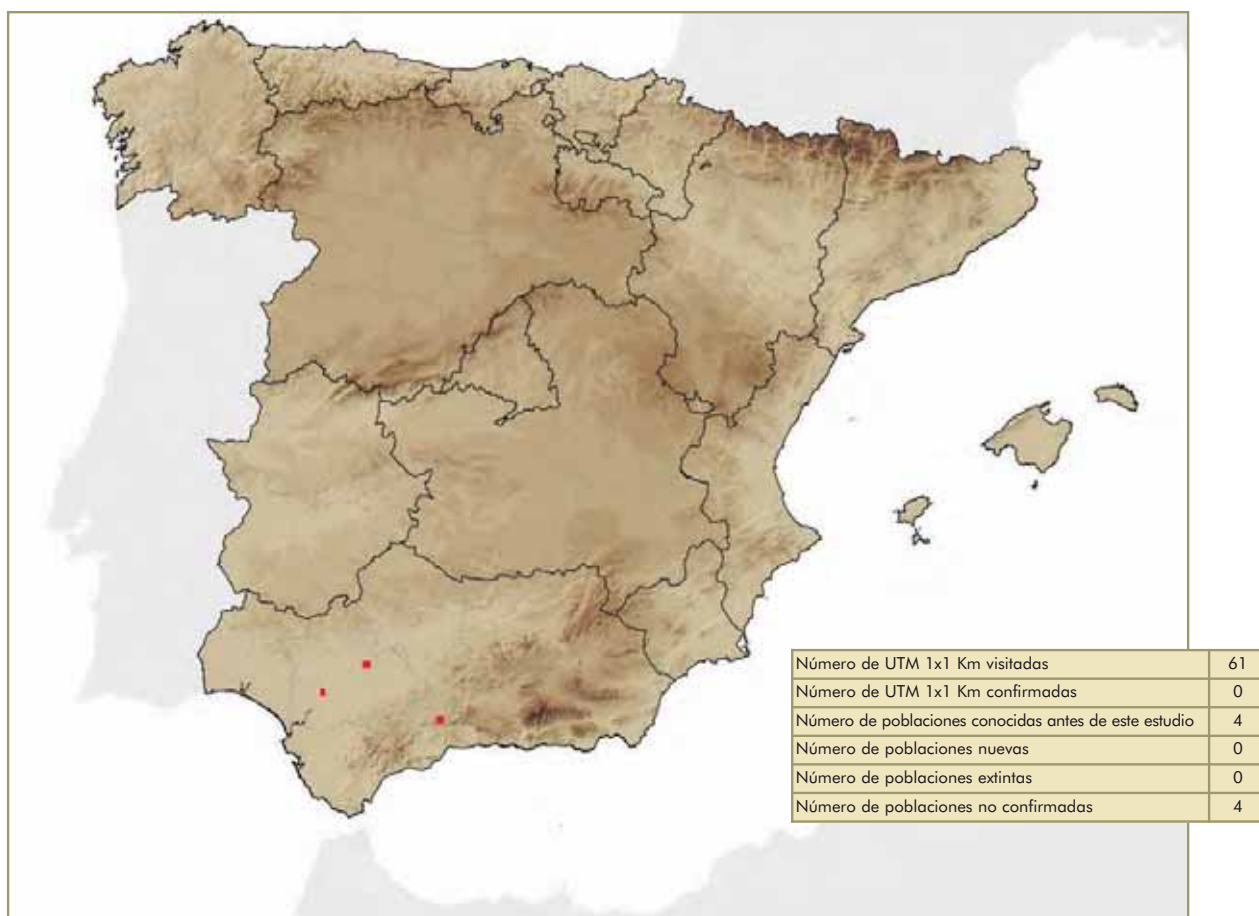 Número de UTM 1x1 Km visitadas 61
Número de UTM 1x1 Km confirmadas 0
Número de poblaciones conocidas antes de este estudio 4
Número de poblaciones nuevas 0
Número de poblaciones extintas 0
Número de poblaciones no confirmadas 4